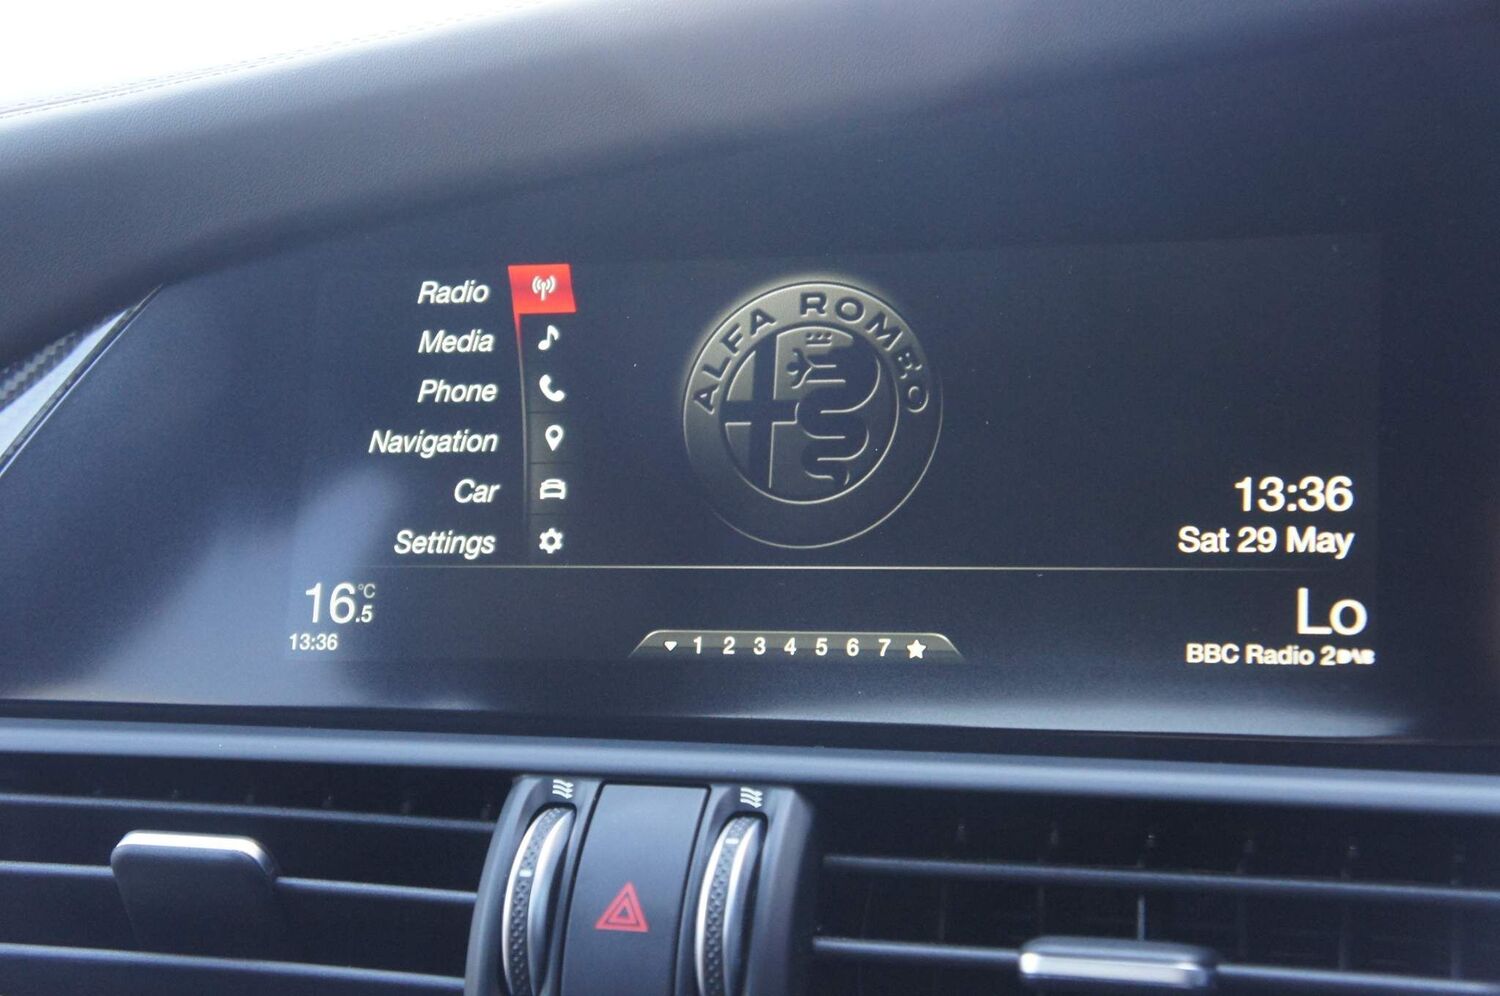 Radio
Media
Phone
Navigation
Car
Settings
ALFA ROMEO
13:36
Sat 29 May
16.5°C
13:36
1 2 3 4 5 6 7
Lo
BBC Radio 2 DAB